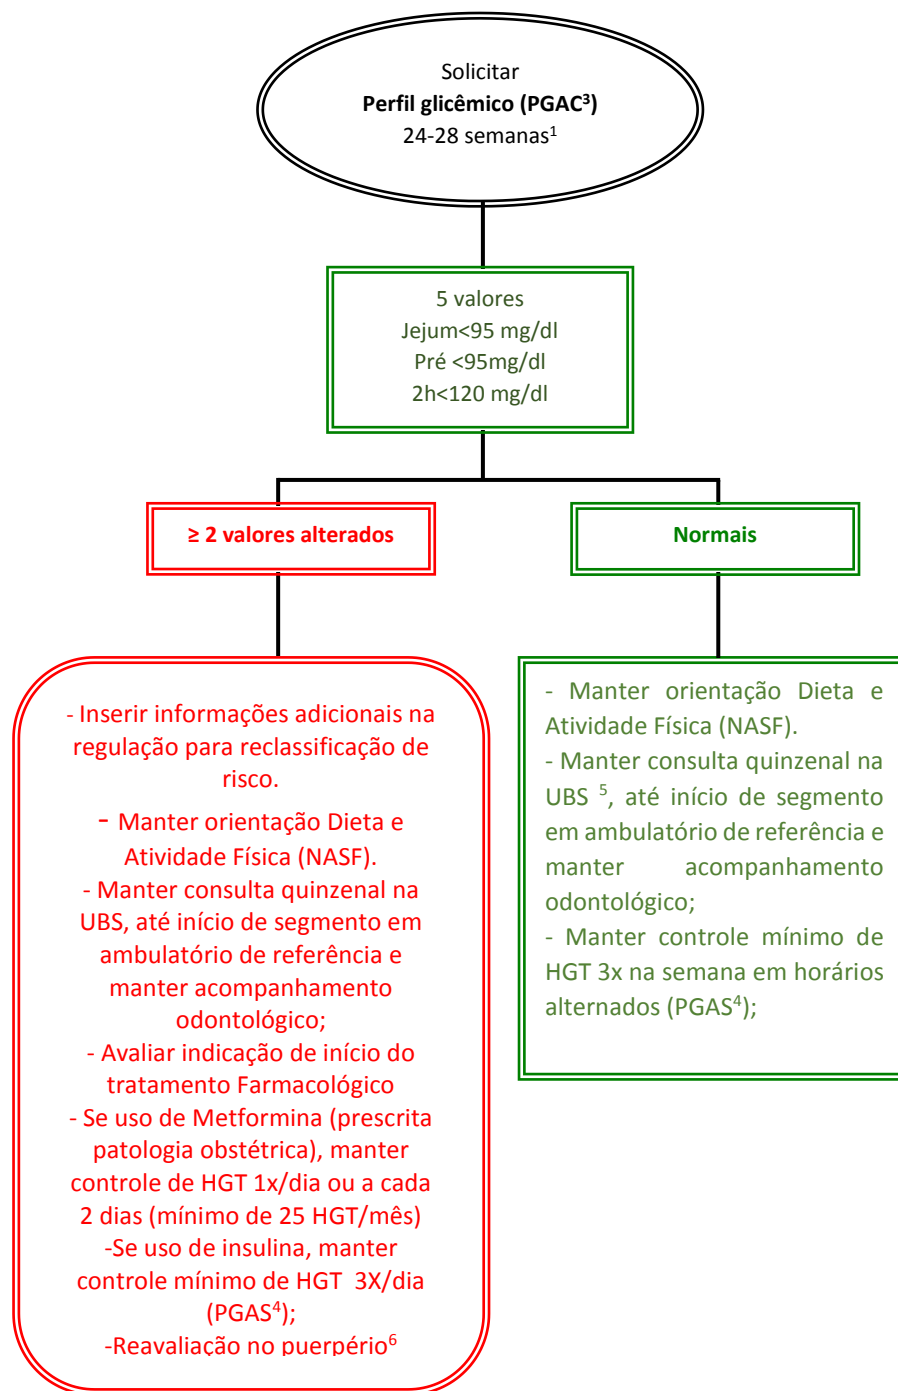 Solicitar
Perfil glicêmico (PGAC³)
24-28 semanas¹
5 valores
Jejum<95 mg/dl
Pré <95mg/dl
2h<120 mg/dl
≥ 2 valores alterados
Normais
- Inserir informações adicionais na
regulação para reclassificação de
risco.
- Manter orientação Dieta e
Atividade Física (NASF).
- Manter consulta quinzenal na
UBS, até início de segmento em
ambulatório de referência e
manter acompanhamento
odontológico;
- Avaliar indicação de início do
tratamento Farmacológico
- Se uso de Metformina (prescrita
patologia obstétrica), manter
controle de HGT 1x/dia ou a cada
2 dias (mínimo de 25 HGT/mês)
-Se uso de insulina, manter
controle mínimo de HGT 3X/dia
(PGAS⁴);
-Reavaliação no puerpério⁶
- Manter orientação Dieta e
Atividade Física (NASF).
- Manter consulta quinzenal na
UBS ⁵, até início de segmento
em ambulatório de referência e
manter acompanhamento
odontológico;
- Manter controle mínimo de
HGT 3x na semana em horários
alternados (PGAS⁴);